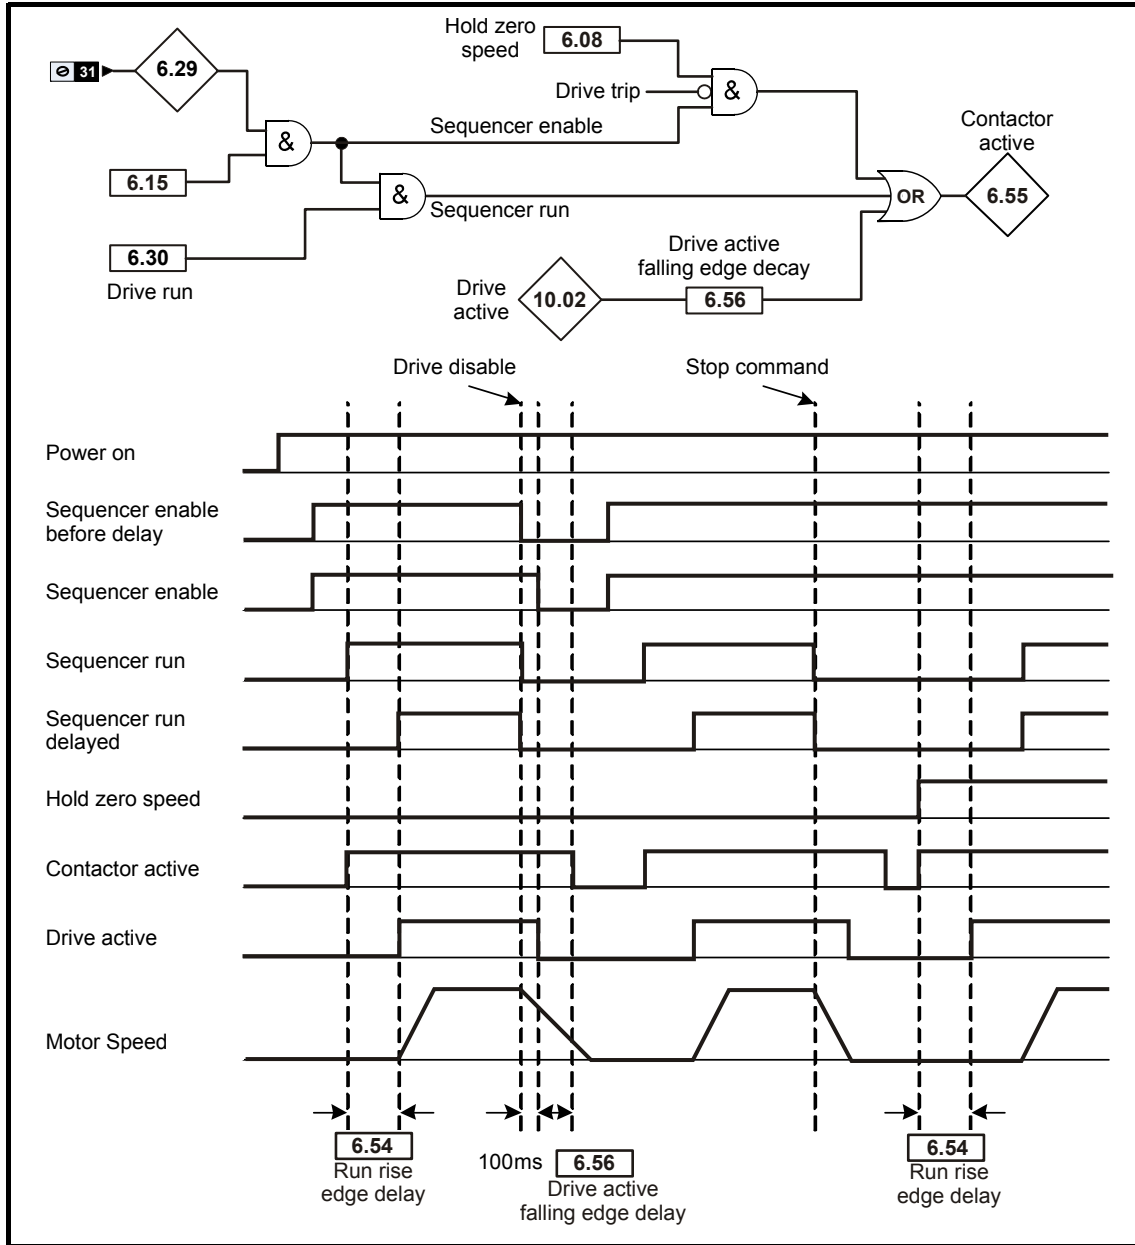 Hold zero
speed
6.08
31
6.29
Drive trip
&
Sequencer enable
&
Contactor
active
6.15
&
Sequencer run
OR
6.55
6.30
Drive run
Drive active
falling edge decay
Drive
active
10.02
6.56
Drive disable
Stop command
Power on
Sequencer enable
before delay
Sequencer enable
Sequencer run
Sequencer run
delayed
Hold zero speed
Contactor active
Drive active
Motor Speed
6.54
Run rise
edge delay
100ms
6.56
Drive active
falling edge delay
6.54
Run rise
edge delay